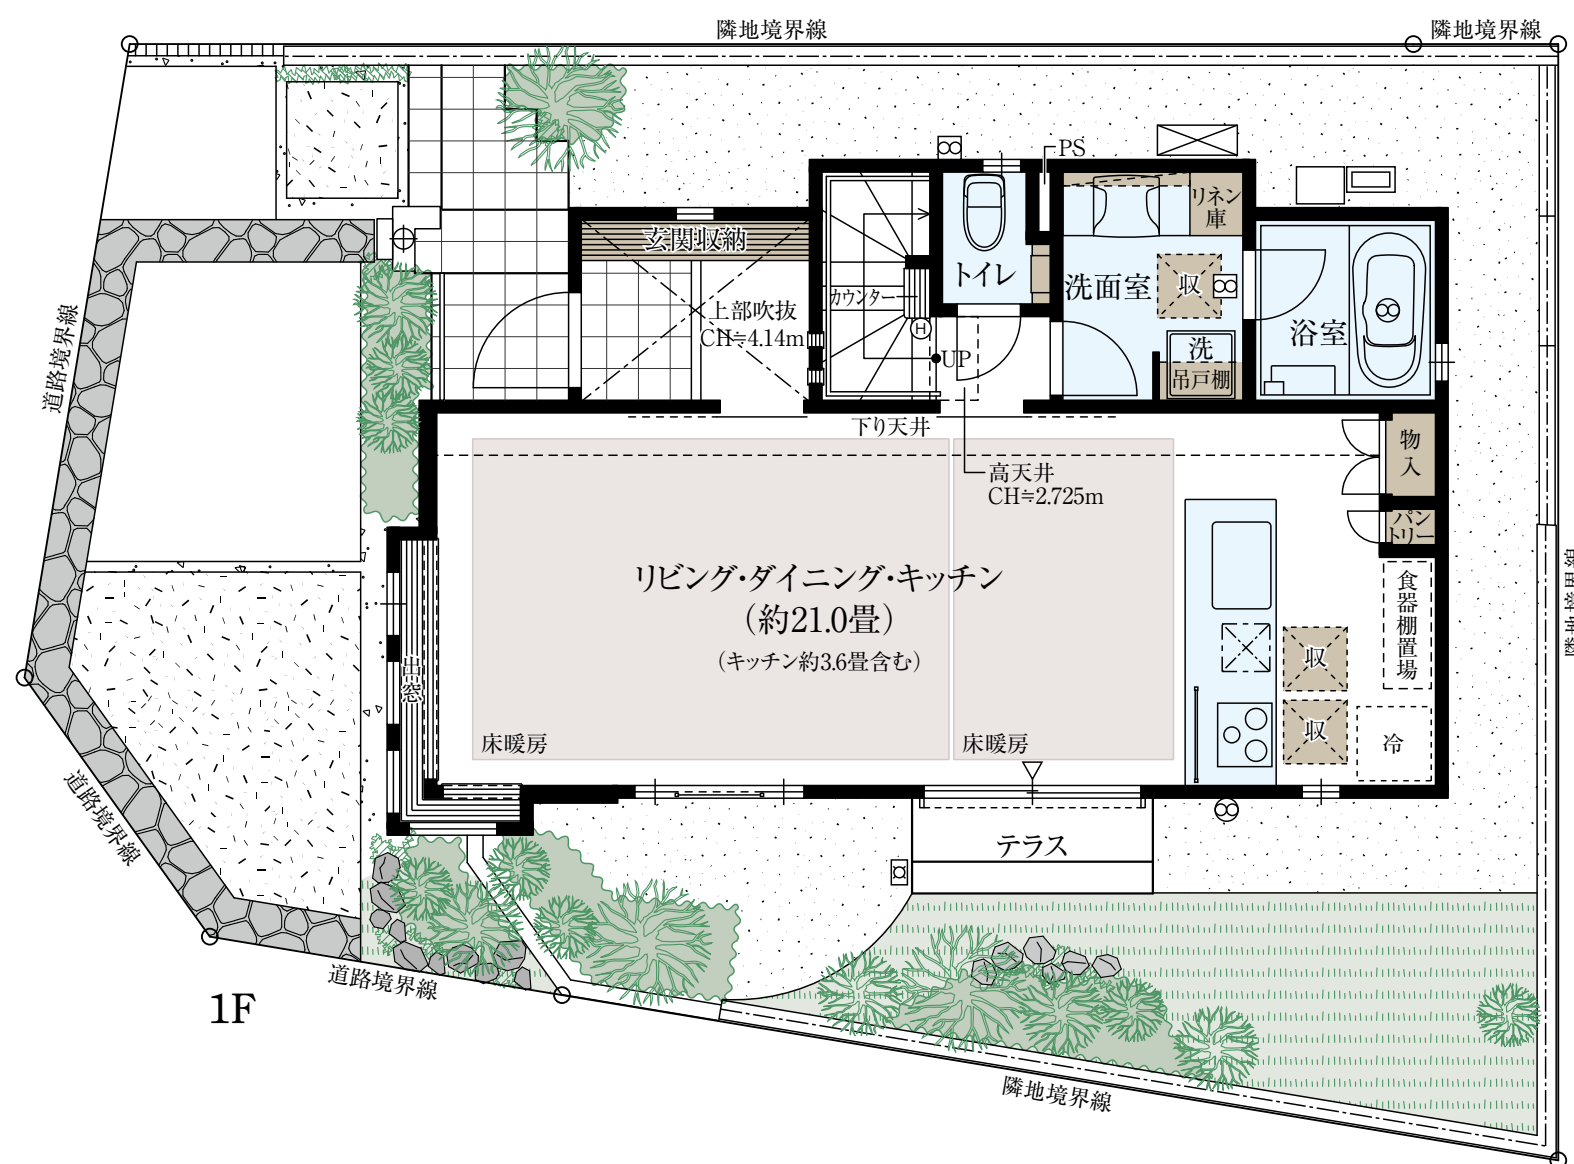 隣地境界線
隣地境界線
PS
リネン
庫
玄関収納
トイレ
洗面室
収
カウンター
上部吹抜
CH≒4.14m
浴室
H
洗
吊戸棚
UP
道路境界線
下り天井
物
入
高天井
CH≒2.725m
パン
トリー
隣地境界線
リビング・ダイニング・キッチン
(約21.0畳)
(キッチン約3.6畳含む)
食器棚置場
出窓
収
収
冷
床暖房
床暖房
道路境界線
テラス
道路境界線
1F
隣地境界線